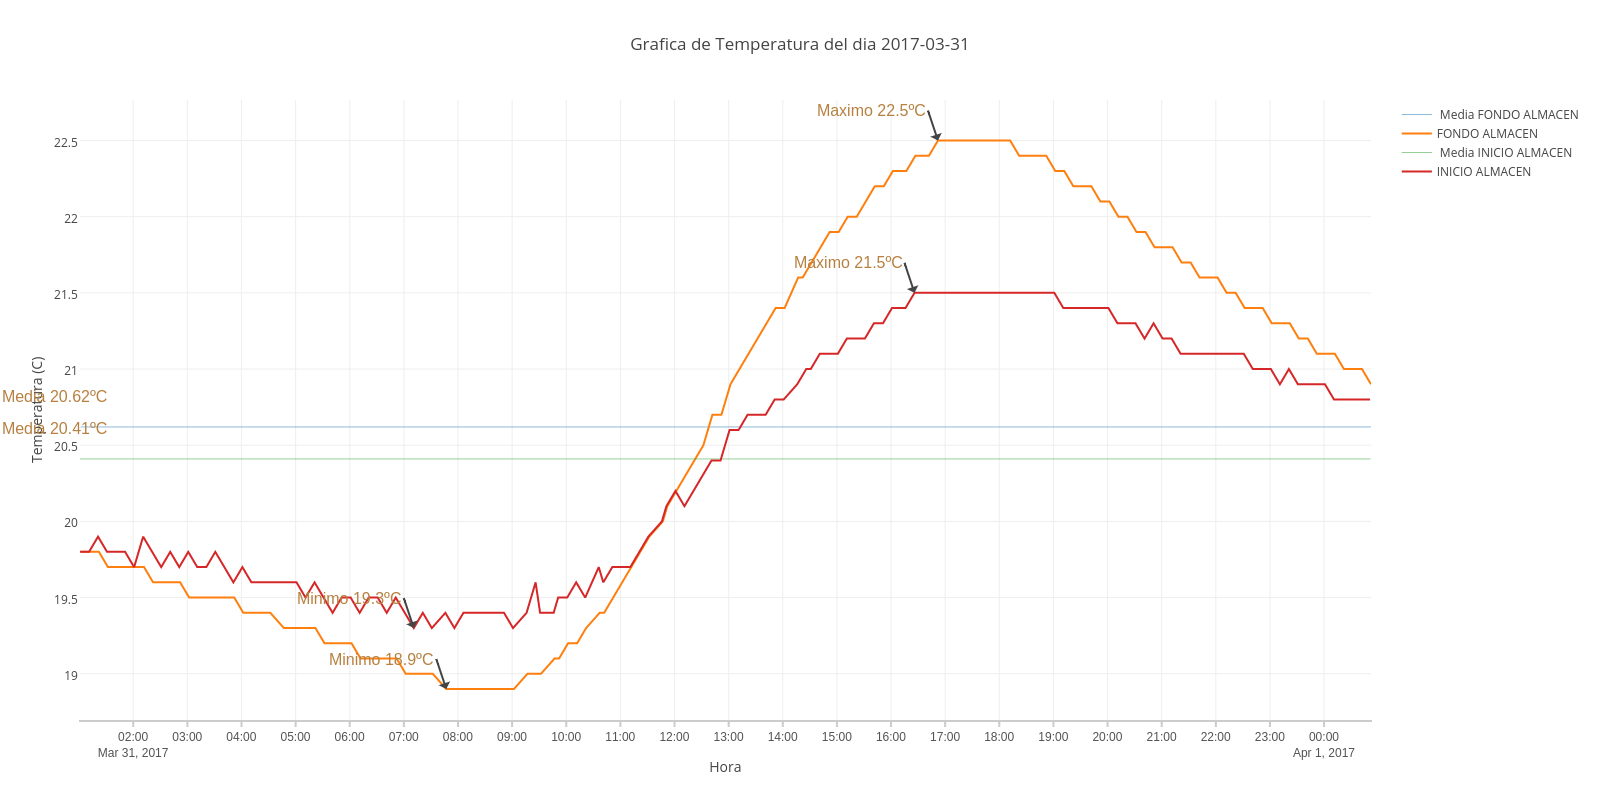 Grafica de Temperatura del dia 2017-03-31
Maximo 22.5ºC
Media FONDO ALMACEN
FONDO ALMACEN
Media INICIO ALMACEN
INICIO ALMACEN
22.5
22
Maximo 21.5ºC
21.5
21
Temperatura (C)
Media 20.62ºC
Media 20.41ºC
20.5
20
19.5
Minimo 19.3ºC
Minimo 18.9ºC
19
02:00 03:00 04:00 05:00 06:00 07:00 08:00 09:00 10:00 11:00 12:00 13:00 14:00 15:00 16:00 17:00 18:00 19:00 20:00 21:00 22:00 23:00 00:00
Mar 31, 2017 Apr 1, 2017
Hora